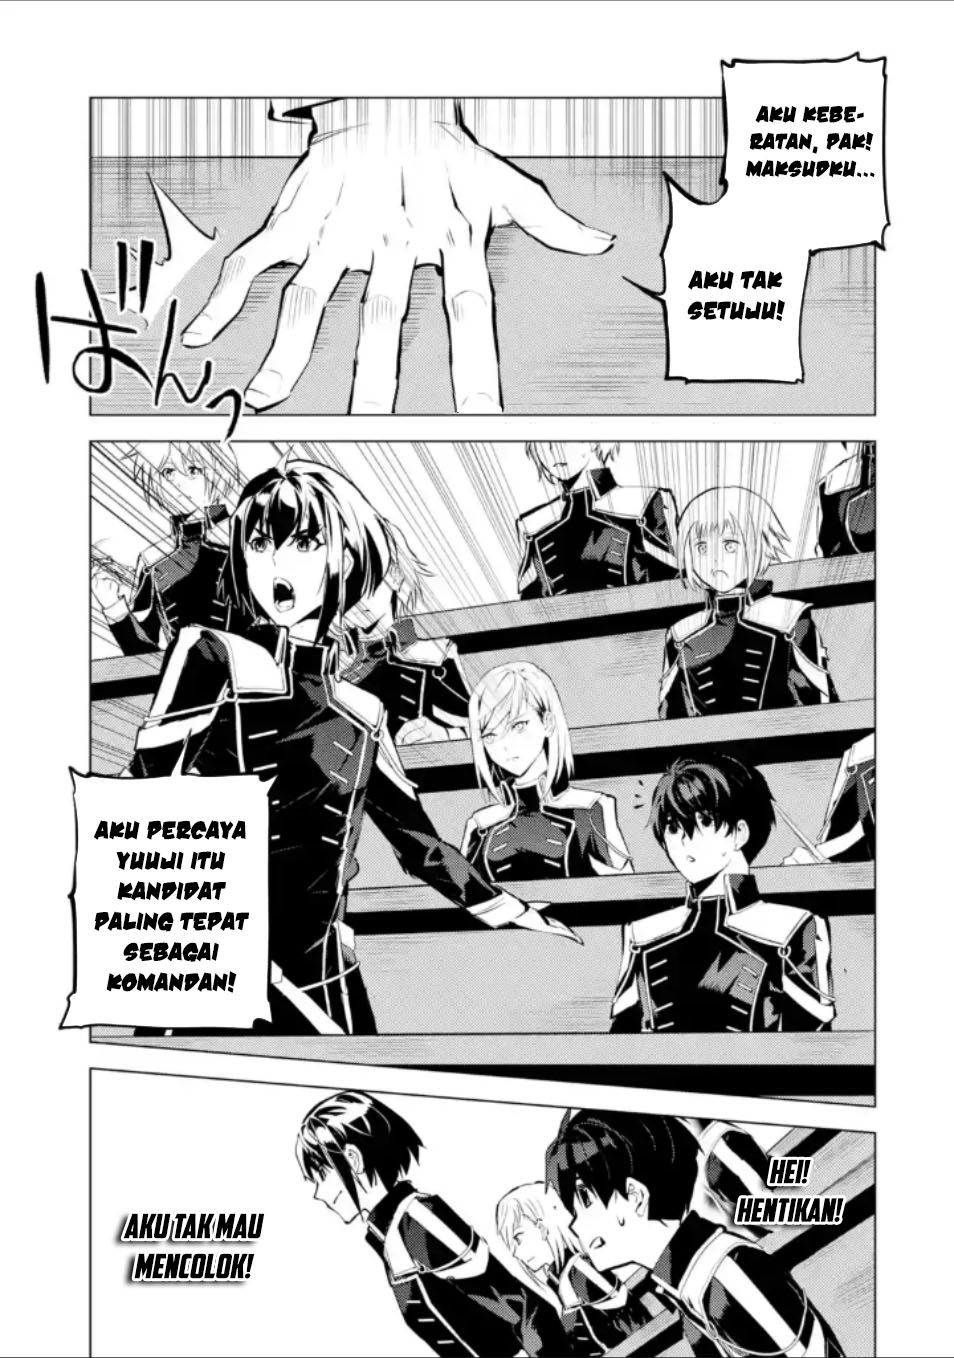 AKU KEBE-
RATAN, PAK!
MAKSUDKU...
AKU TAK
SETUJU!
ばんっ
AKU PERCAYA
YUUJI ITU
KANDIDAT
PALING TEPAT
SEBAGAI
KOMANDAN!
HEI!
HENTIKAN!
AKU TAK MAU
MENCOLOK!